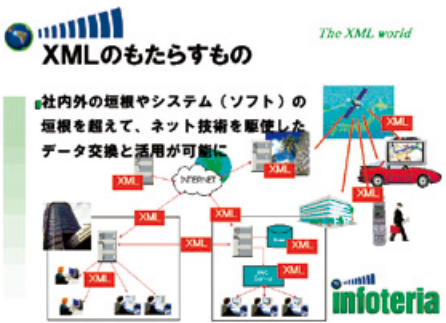 The XML world
XMLのもたらすもの
社内外の垣根やシステム（ソフト）の
垣根を超えて、ネット技術を駆使した
データ交換と活用が可能に
XML
XML
XML
XML
INTERNET
XML
XML
XML
XML
XML
XML
infoteria